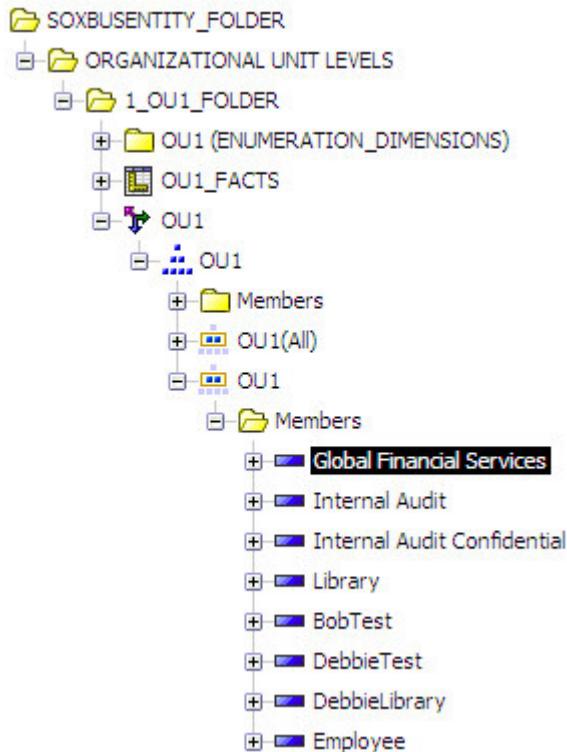 SOXBUSENTITY_FOLDER
ORGANIZATIONAL UNIT LEVELS
1_OU1_FOLDER
OU1 (ENUMERATION_DIMENSIONS)
OU1_FACTS
OU1
OU1
Members
OU1(All)
OU1
Members
Global Financial Services
Internal Audit
Internal Audit Confidential
Library
BobTest
DebbieTest
DebbieLibrary
Employee